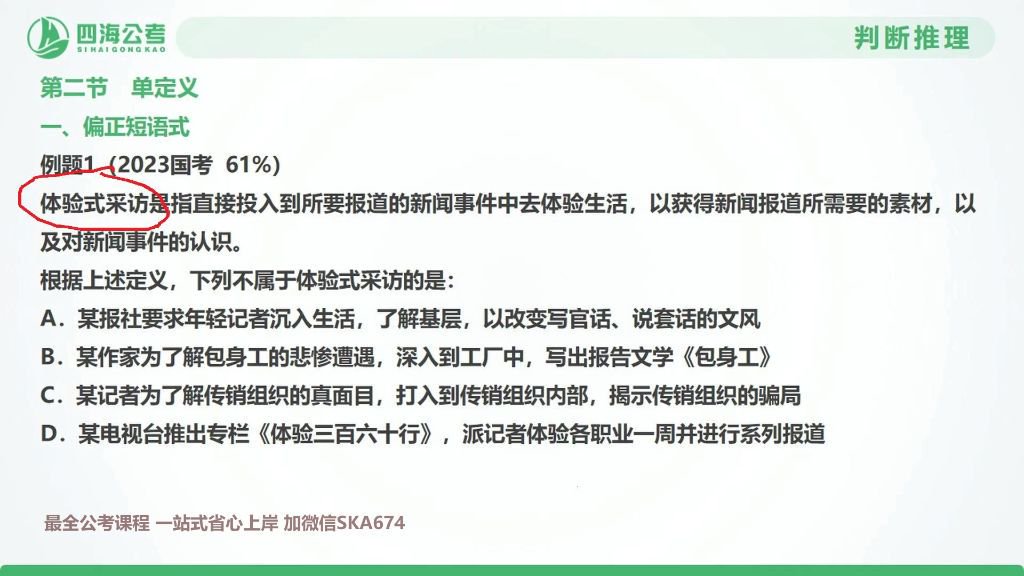 四海公考
SIHAIGONGKAO
判断推理
第二节 单定义
一、偏正短语式
例题1（2023国考 61%）
体验式采访是指直接投入到所要报道的新闻事件中去体验生活，以获得新闻报道所需要的素材，以
及对新闻事件的认识。
根据上述定义，下列不属于体验式采访的是：
A．某报社要求年轻记者沉入生活，了解基层，以改变写官话、说套话的文风
B．某作家为了解包身工的悲惨遭遇，深入到工厂中，写出报告文学《包身工》
C．某记者为了解传销组织的真面目，打入到传销组织内部，揭示传销组织的骗局
D．某电视台推出专栏《体验三百六十行》，派记者体验各职业一周并进行系列报道
最全公考课程 一站式省心上岸 加微信SKA674